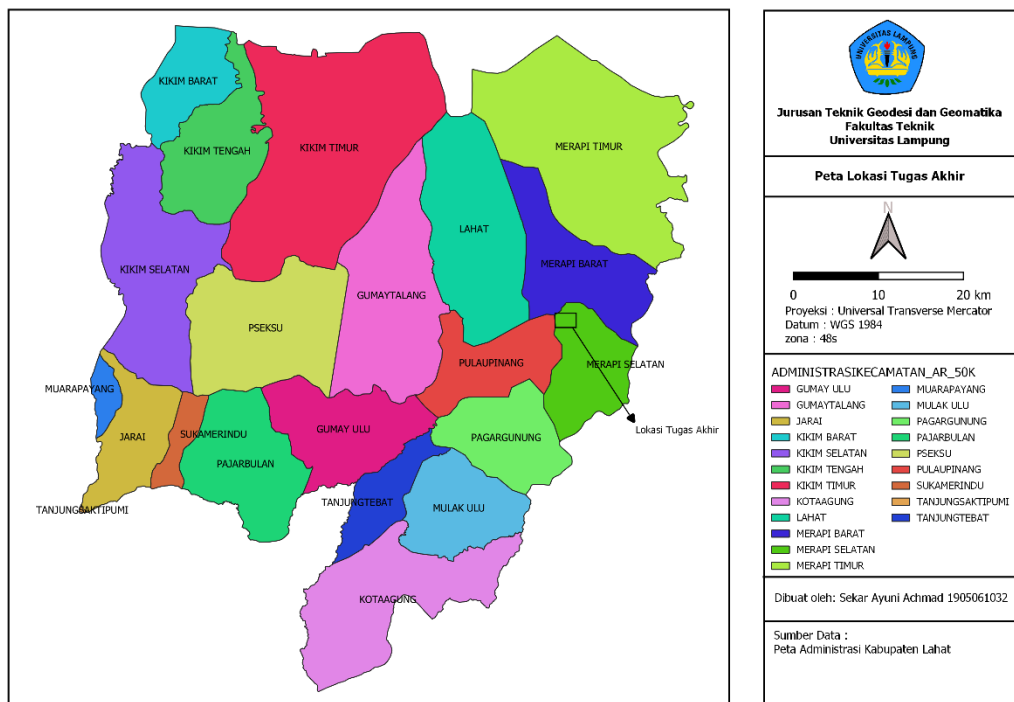 KIKIM BARAT
KIKIM TENGAH
KIKIM TIMUR
MERAPI TIMUR
LAHAT
KIKIM SELATAN
MERAPI BARAT
GUMAYTALANG
PSEKSU
PULAUPINANG
MERAPI SELATAN
MUARAPAYANG
JARAI
SUKAMERINDU
GUMAY ULU
PAGARGUNUNG
Lokasi Tugas Akhir
PAJARBULAN
TANJUNGTEBAT
MULAK ULU
TANJUNGSAKTIPUMI
KOTAAGUNG
UNIVERSITAS LAMPUNG
Jurusan Teknik Geodesi dan Geomatika
Fakultas Teknik
Universitas Lampung
Peta Lokasi Tugas Akhir
N
0 10 20 km
Proyeksi : Universal Transverse Mercator
Datum : WGS 1984
zona : 48s
ADMINISTRASIKECAMATAN_AR_50K
GUMAY ULU
GUMAYTALANG
JARAI
KIKIM BARAT
KIKIM SELATAN
KIKIM TENGAH
KIKIM TIMUR
KOTAAGUNG
LAHAT
MERAPI BARAT
MERAPI SELATAN
MERAPI TIMUR
MUARAPAYANG
MULAK ULU
PAGARGUNUNG
PAJARBULAN
PSEKSU
PULAUPINANG
SUKAMERINDU
TANJUNGSAKTIPUMI
TANJUNGTEBAT
Dibuat oleh: Sekar Ayuni Achmad 1905061032
Sumber Data :
Peta Administrasi Kabupaten Lahat